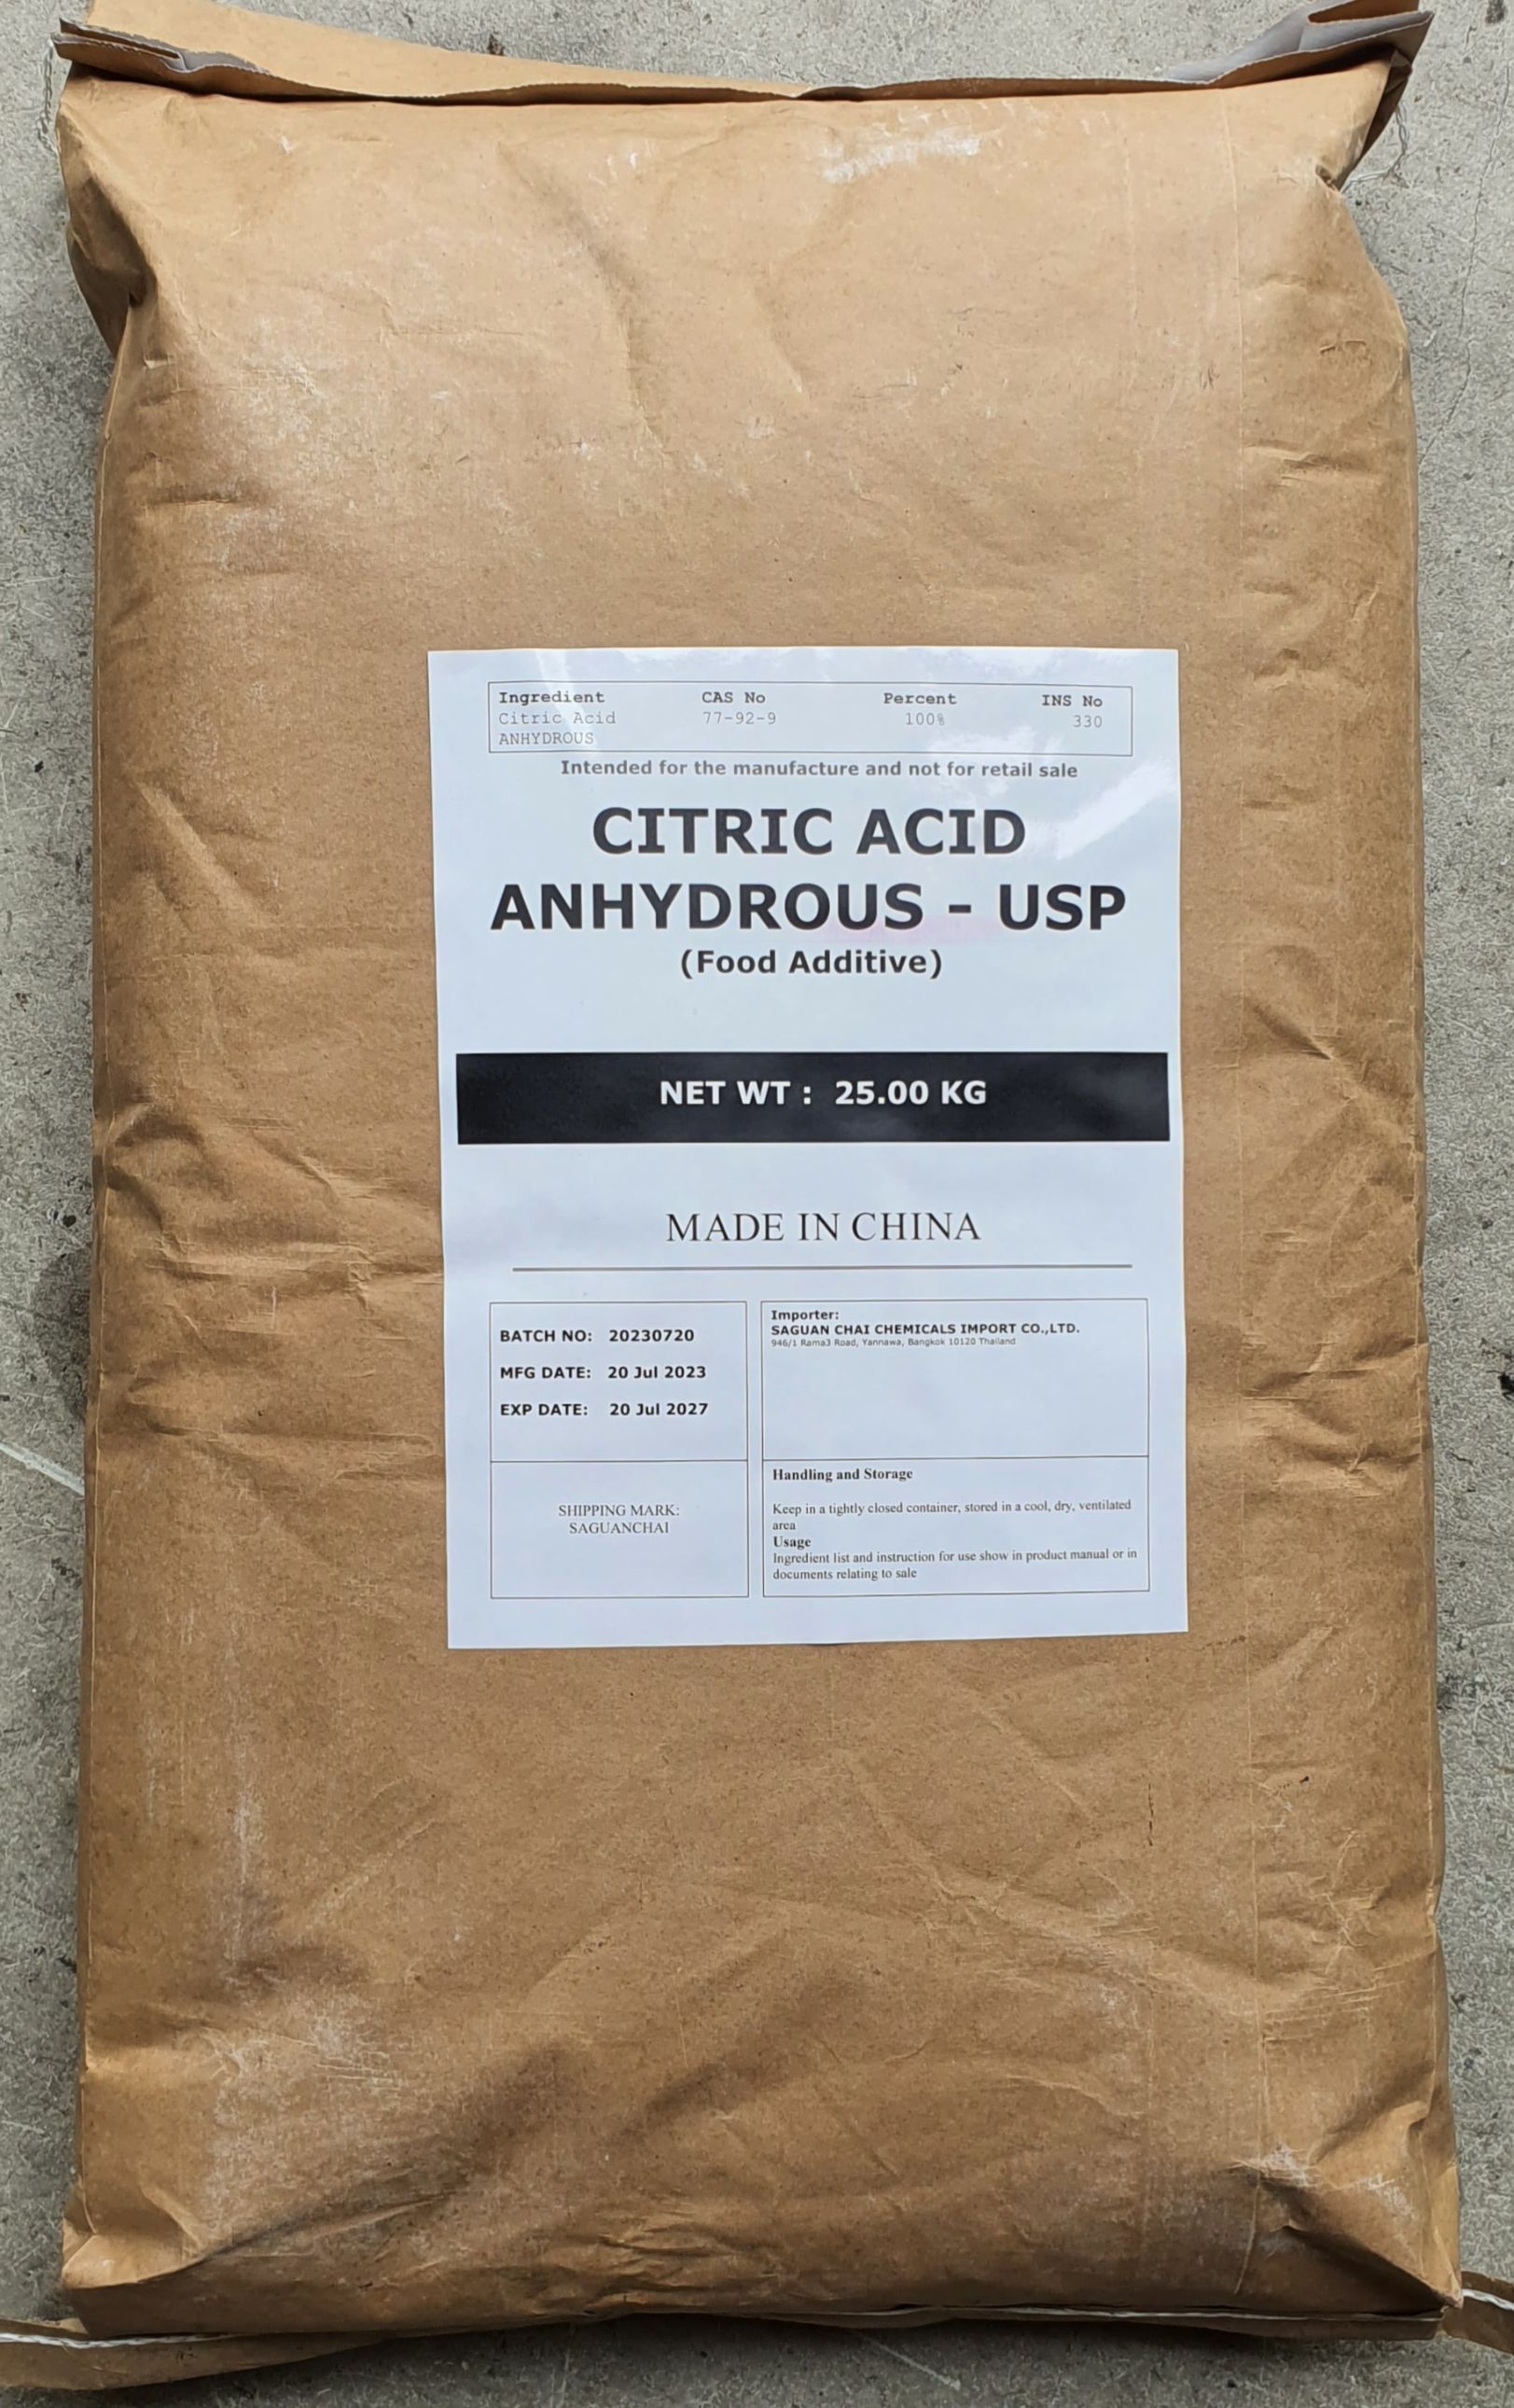 Ingredient CAS No Percent INS No
Citric Acid 77-92-9 100% 330
ANHYDROUS
Intended for the manufacture and not for retail sale
CITRIC ACID
ANHYDROUS - USP
(Food Additive)
NET WT : 25.00 KG
MADE IN CHINA
BATCH NO: 20230720
MFG DATE: 20 Jul 2023
EXP DATE: 20 Jul 2027
Importer:
SAGUAN CHAI CHEMICALS IMPORT CO.,LTD.
946/1 Rama3 Road, Yannawa, Bangkok 10120 Thailand
SHIPPING MARK:
SAGUANCHAI
Handling and Storage
Keep in a tightly closed container, stored in a cool, dry, ventilated
area
Usage
Ingredient list and instruction for use show in product manual or in
documents relating to sale